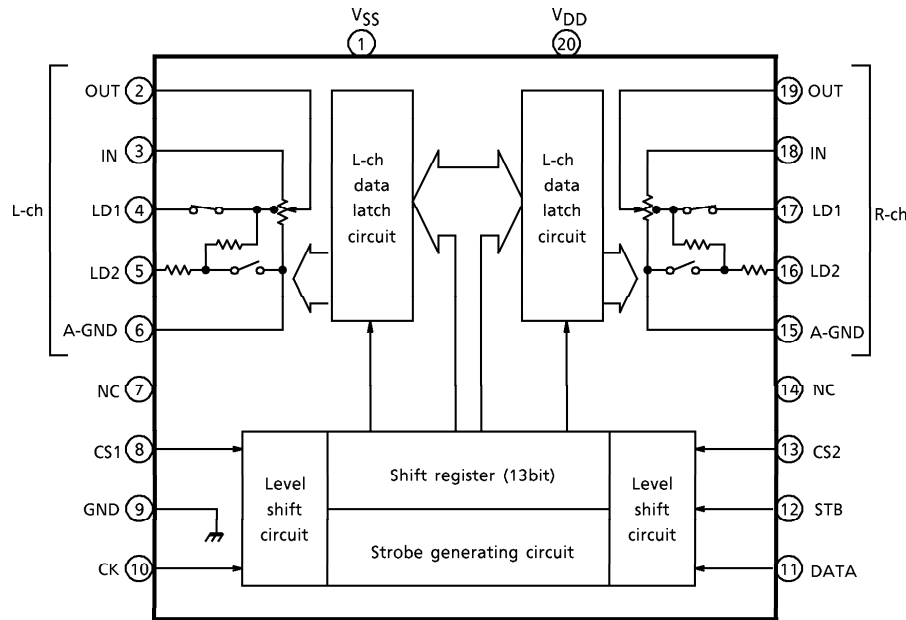 VSS
1
VDD
20
L-ch
OUT 2
IN 3
LD1 4
LD2 5
A-GND 6
NC 7
CS1 8
GND 9
CK 10
L-ch
data
latch
circuit
L-ch
data
latch
circuit
19 OUT
18 IN
17 LD1
16 LD2
15 A-GND
14 NC
13 CS2
12 STB
11 DATA
R-ch
Level
shift
circuit
Shift register (13bit)
Strobe generating circuit
Level
shift
circuit